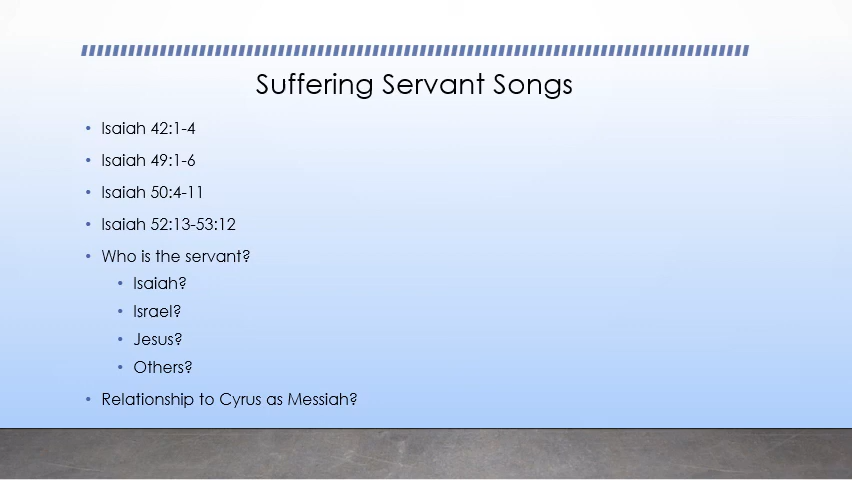 Suffering Servant Songs
• Isaiah 42:1-4
• Isaiah 49:1-6
• Isaiah 50:4-11
• Isaiah 52:13-53:12
• Who is the servant?
• Isaiah?
• Israel?
• Jesus?
• Others?
• Relationship to Cyrus as Messiah?